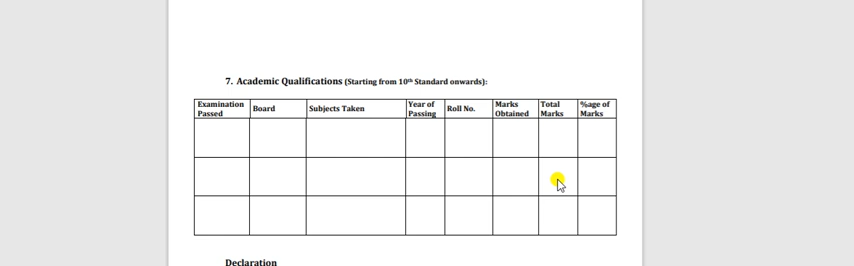 7. Academic Qualifications (Starting from 10th Standard onwards):
Examination Passed Board Subjects Taken Year of Passing Roll No. Marks Obtained Total Marks %age of Marks
Declaration